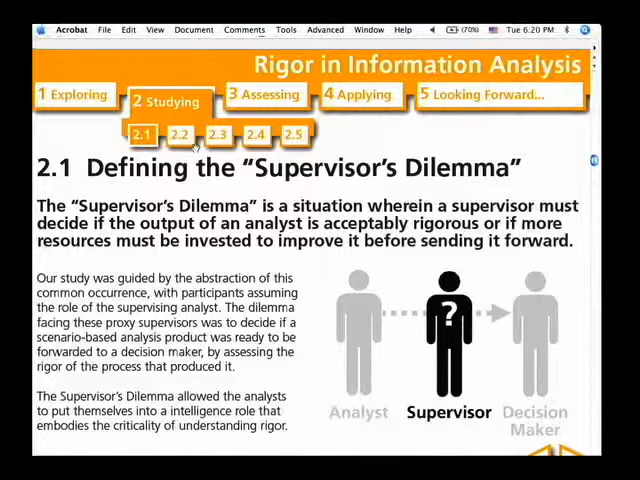 Acrobat File Edit View Document Comments Tools Advanced Window Help (70%) Tue 6:20 PM
Rigor in Information Analysis
1 Exploring
2 Studying
3 Assessing
4 Applying
5 Looking Forward...
2.1 2.2 2.3 2.4 2.5
2.1 Defining the “Supervisor’s Dilemma”
The “Supervisor’s Dilemma” is a situation wherein a supervisor must
decide if the output of an analyst is acceptably rigorous or if more
resources must be invested to improve it before sending it forward.
Our study was guided by the abstraction of this
common occurrence, with participants assuming
the role of the supervising analyst. The dilemma
facing these proxy supervisors was to decide if a
scenario-based analysis product was ready to be
forwarded to a decision maker, by assessing the
rigor of the process that produced it.
The Supervisor’s Dilemma allowed the analysts
to put themselves into a intelligence role that
embodies the criticality of understanding rigor.
?
Analyst Supervisor Decision
Maker